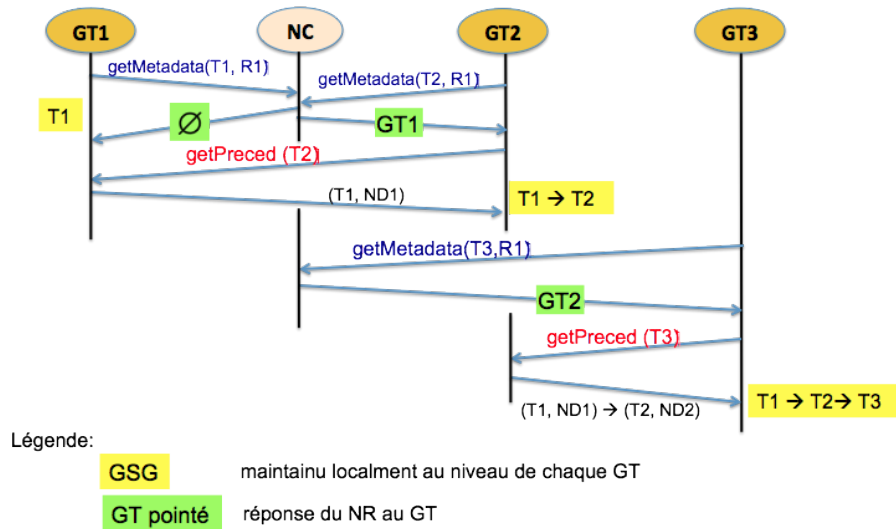 GT1
NC
GT2
GT3
getMetadata(T1, R1)
getMetadata(T2, R1)
T1
∅
GT1
getPreced (T2)
(T1, ND1)
T1 → T2
getMetadata(T3,R1)
GT2
getPreced (T3)
(T1, ND1) → (T2, ND2)
T1 → T2→ T3
Légende:
GSG maintainu localment au niveau de chaque GT
GT pointé réponse du NR au GT